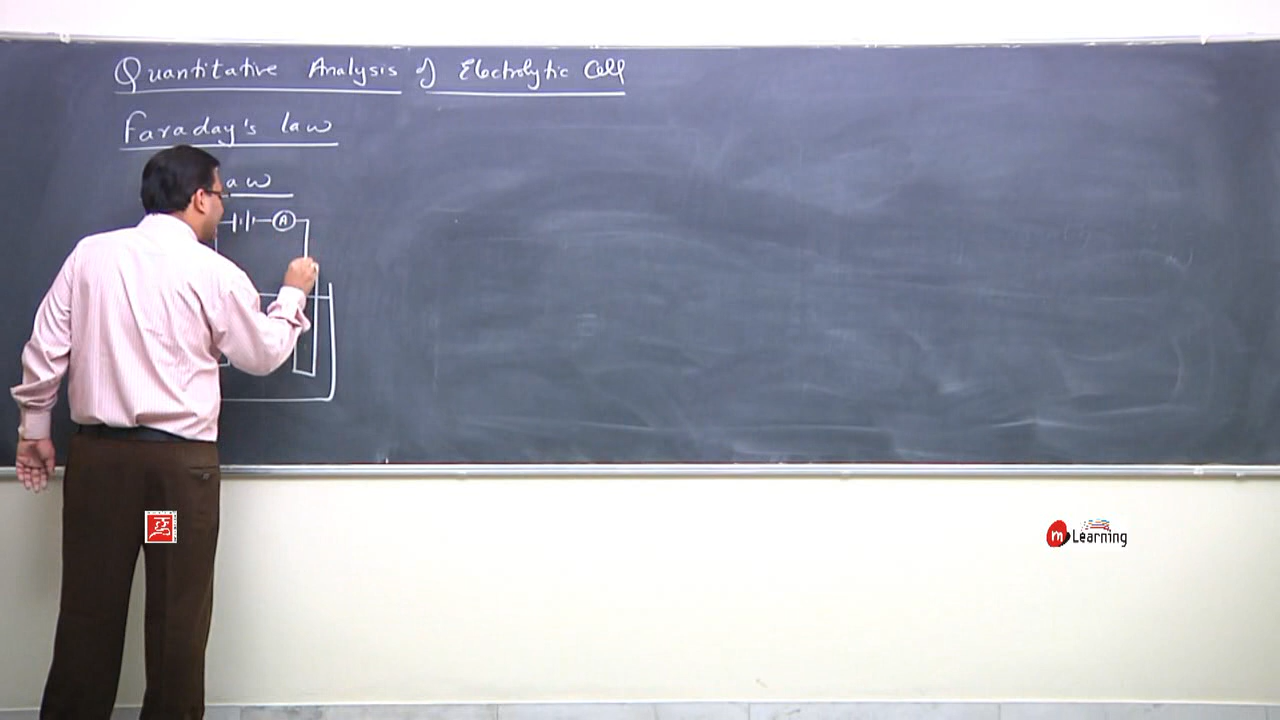 Quantitative Analysis of Electrolytic Cell
Faraday's law
aw
A
m Learning